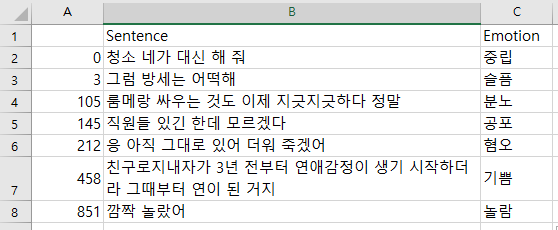 A B C
1 Sentence Emotion
2 0 청소 네가 대신 해 줘 중립
3 3 그럼 방세는 어떡해 슬픔
4 105 룸메랑 싸우는 것도 이제 지긋지긋하다 정말 분노
5 145 직원들 있긴 한데 모르겠다 공포
6 212 응 아직 그대로 있어 더워 죽겠어 혐오
7 458 친구로지내자가 3년 전부터 연애감정이 생기 시작하더
라 그때부터 연이 된 거지 기쁨
8 851 깜짝 놀랐어 놀람